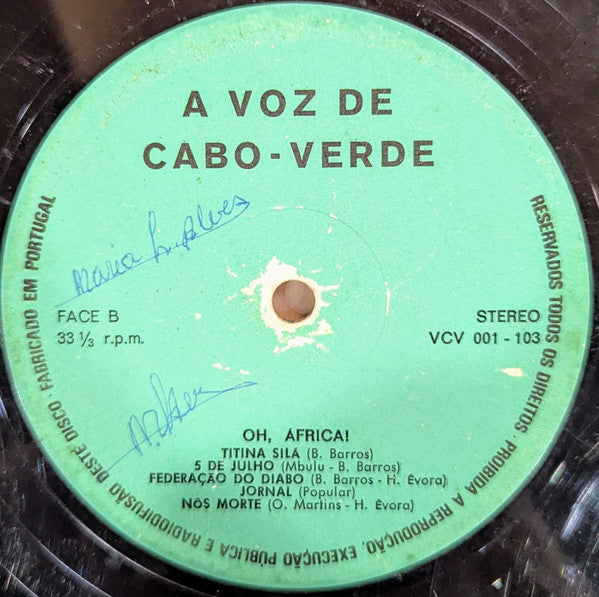 A VOZ DE
CABO-VERDE
FACE B
33 ⅓ r.p.m.
STEREO
VCV 001 - 103
OH, ÁFRICA!
TITINA SILÁ (B. Barros)
5 DE JULHO (Mbulu - B. Barros)
FEDERAÇÃO DO DIABO (B. Barros - H. Évora)
JORNAL (Popular)
NÔS MORTE (O. Martins - H. Évora)
RESERVADOS TODOS OS DIREITOS · PROIBIDA A REPRODUÇÃO, EXECUÇÃO PÚBLICA E RADIODIFUSÃO DESTE DISCO · FABRICADO EM PORTUGAL
Maria